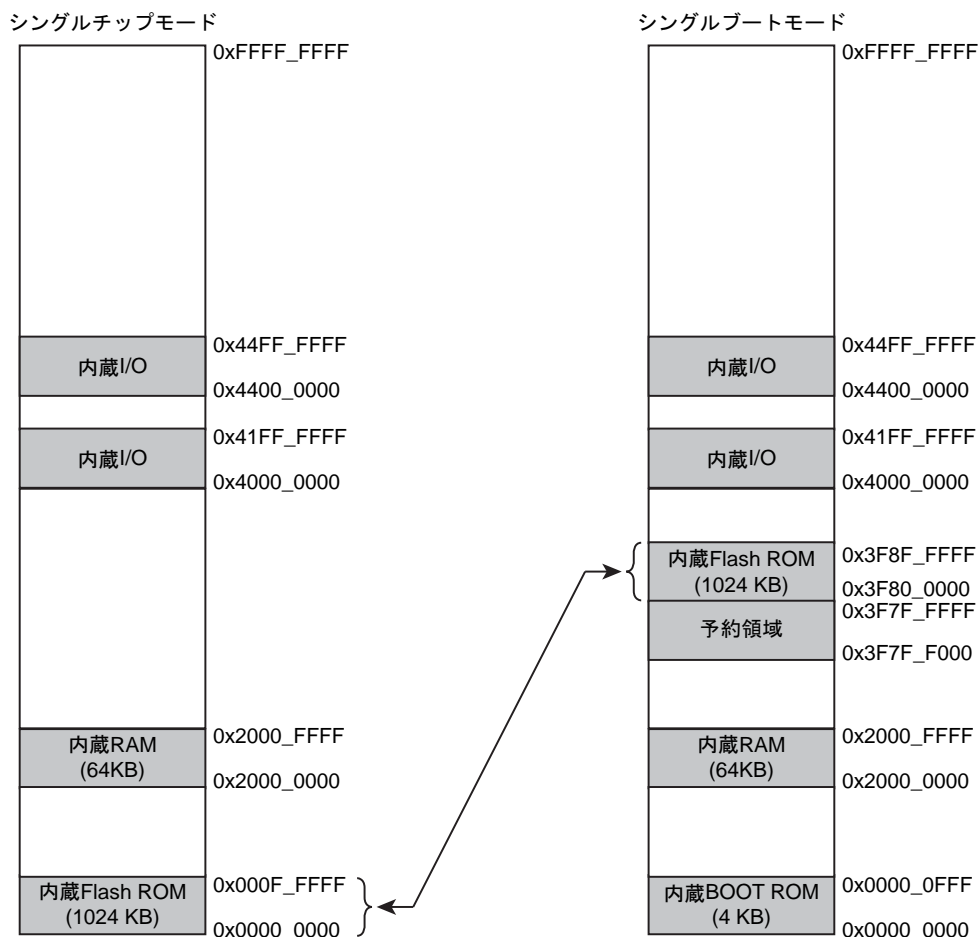 シングルチップモード
0xFFFF_FFFF
内蔵I/O
0x44FF_FFFF
0x4400_0000
内蔵I/O
0x41FF_FFFF
0x4000_0000
内蔵RAM
(64KB)
0x2000_FFFF
0x2000_0000
内蔵Flash ROM
(1024 KB)
0x000F_FFFF
0x0000_0000
シングルブートモード
0xFFFF_FFFF
内蔵I/O
0x44FF_FFFF
0x4400_0000
内蔵I/O
0x41FF_FFFF
0x4000_0000
内蔵Flash ROM
(1024 KB)
0x3F8F_FFFF
0x3F80_0000
予約領域
0x3F7F_FFFF
0x3F7F_F000
内蔵RAM
(64KB)
0x2000_FFFF
0x2000_0000
内蔵BOOT ROM
(4 KB)
0x0000_0FFF
0x0000_0000